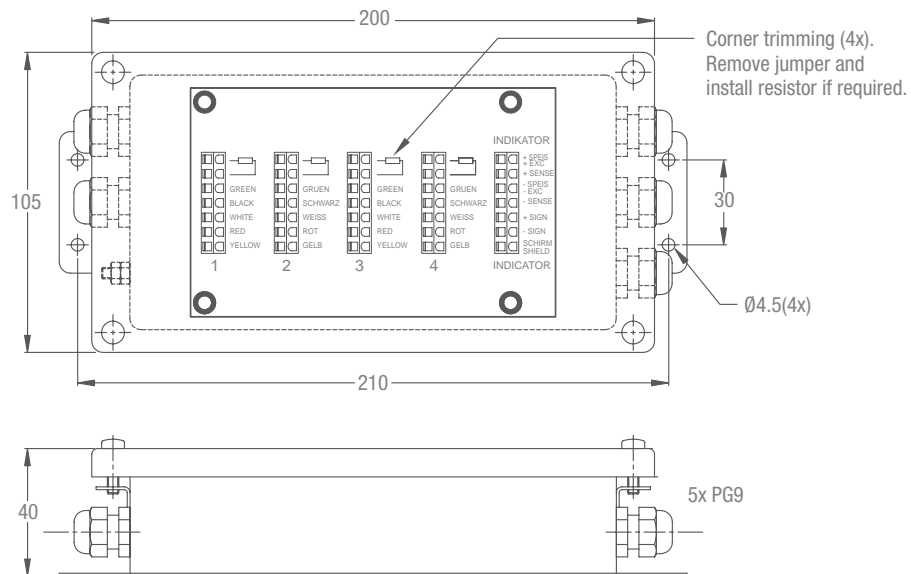 200
Corner trimming (4x).
Remove jumper and
install resistor if required.
INDIKATOR
+ SPEIS
+ EXC
+ SENSE
- SPEIS
- EXC
- SENSE
+ SIGN
- SIGN
SCHIRM
SHIELD
INDICATOR
GREEN
BLACK
WHITE
RED
YELLOW
1
GRUEN
SCHWARZ
WEISS
ROT
GELB
2
GREEN
BLACK
WHITE
RED
YELLOW
3
GRUEN
SCHWARZ
WEISS
ROT
GELB
4
105
30
Ø4.5(4x)
210
40
5x PG9